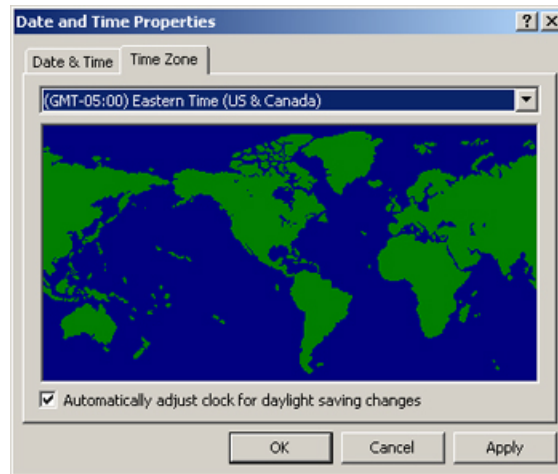 Date and Time Properties
Date & Time Time Zone
(GMT-05:00) Eastern Time (US & Canada)
Automatically adjust clock for daylight saving changes
OK Cancel Apply